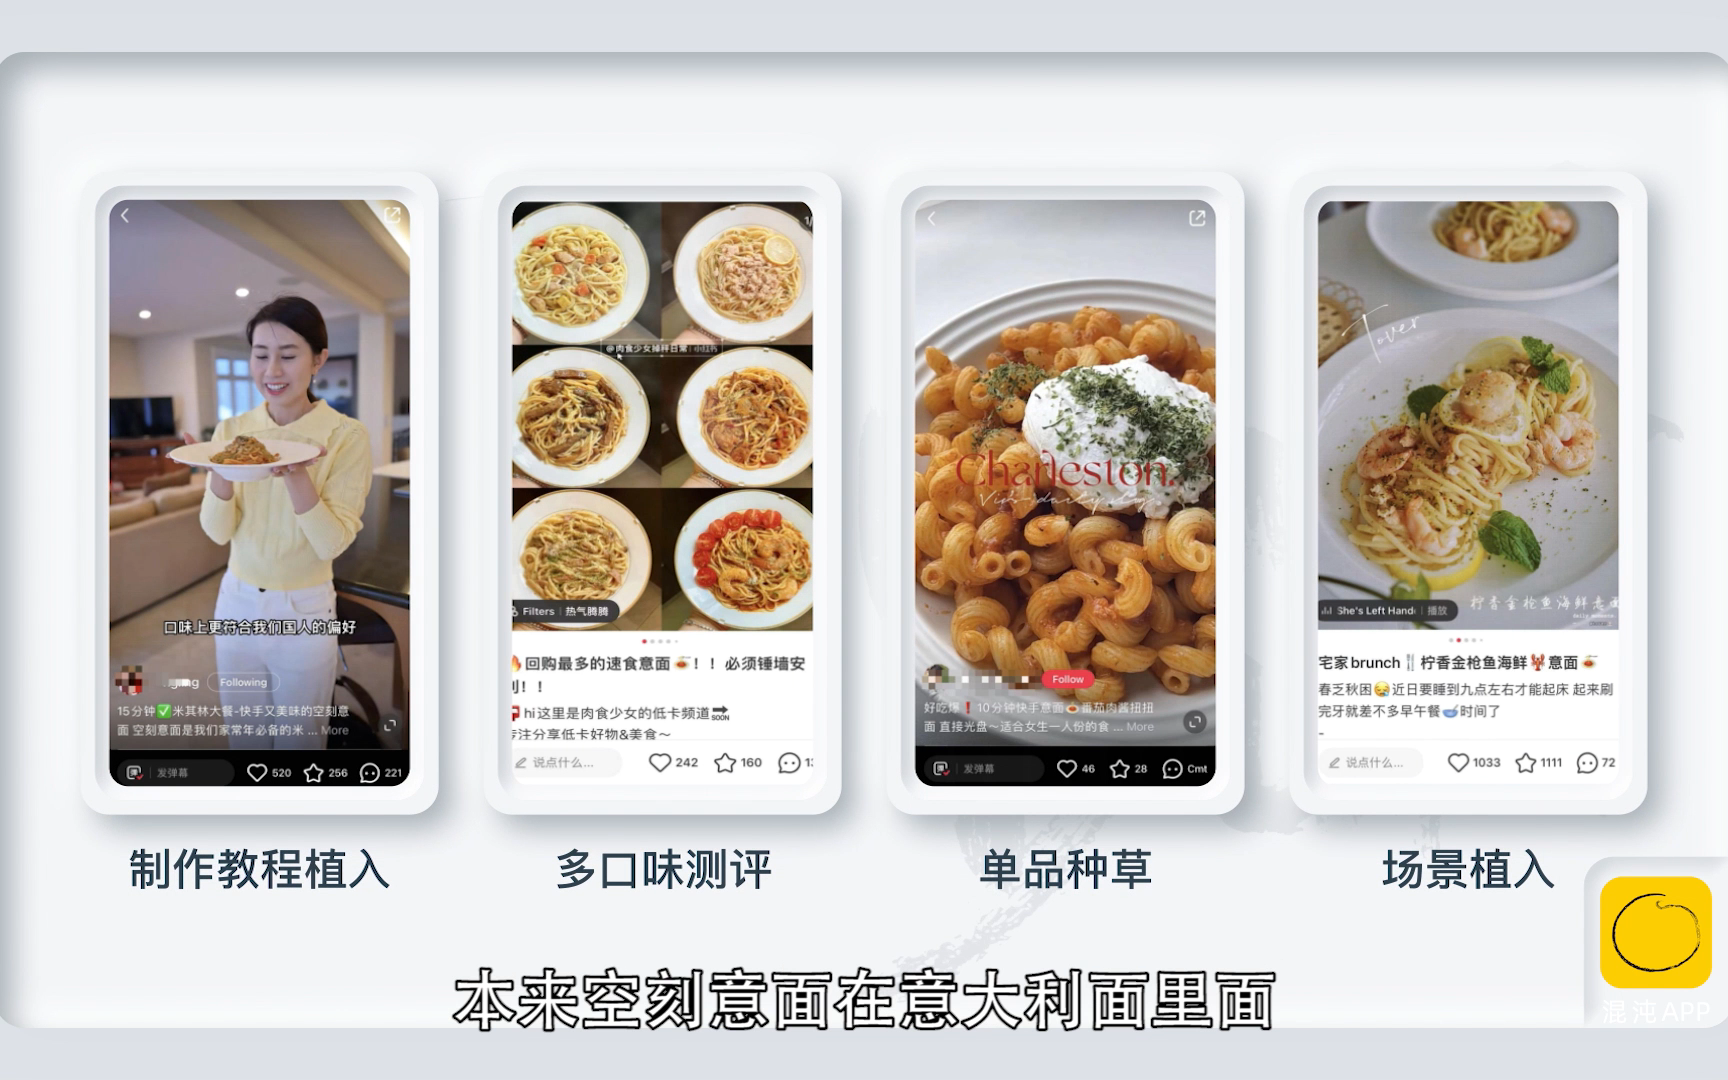 口味上更符合我们国人的偏好
Following
15分钟✅米其林大餐-快手又美味的空刻意
面 空刻意面是我们家常年必备的米 ... More
发弹幕
520
256
221
制作教程植入
@肉食少女掉秤日常
小红书
Filters
热气腾腾
回购最多的速食意面🍝！！必须锤墙安
利！！
hi这里是肉食少女的低卡频道🔜
专注分享低卡好物&美食～
说点什么...
242
160
多口味测评
Charleston.
Follow
好吃爆❗10分钟快手意面🍝番茄肉酱扭扭
面 直接光盘～适合女生一人份的食 ... More
发弹幕
46
28
Cmt
单品种草
Tover
She's Left Hand
播放
柠香金枪鱼海鲜意面
宅家brunch🍴柠香金枪鱼海鲜🦞意面🍝
春乏秋困😪近日要睡到九点左右才能起床 起来刷
完牙就差不多早午餐🥣时间了
-
说点什么...
1033
1111
72
场景植入
本来空刻意面在意大利面里面
混沌APP